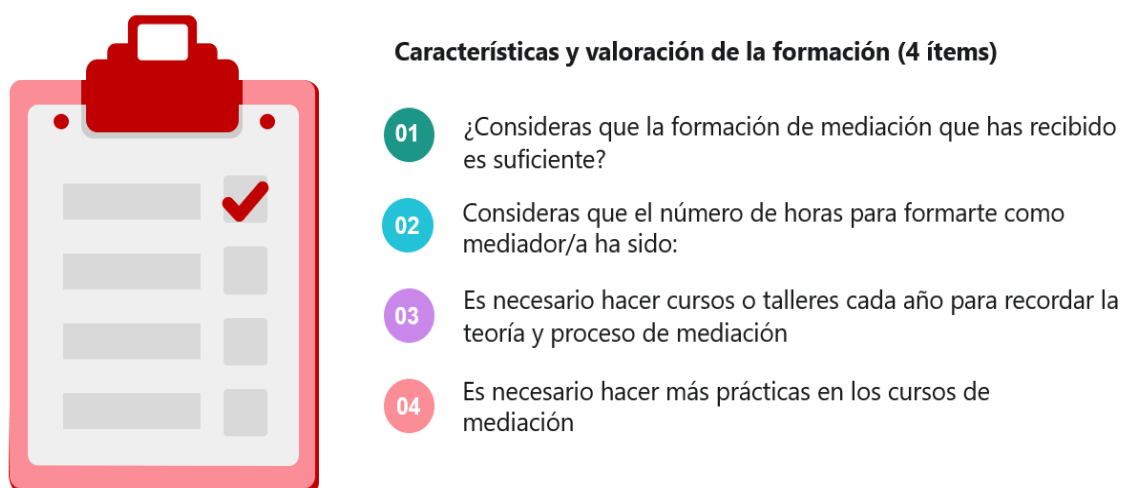 Características y valoración de la formación (4 ítems)
01
¿Consideras que la formación de mediación que has recibido
es suficiente?
02
Consideras que el número de horas para formarte como
mediador/a ha sido:
03
Es necesario hacer cursos o talleres cada año para recordar la
teoría y proceso de mediación
04
Es necesario hacer más prácticas en los cursos de
mediación